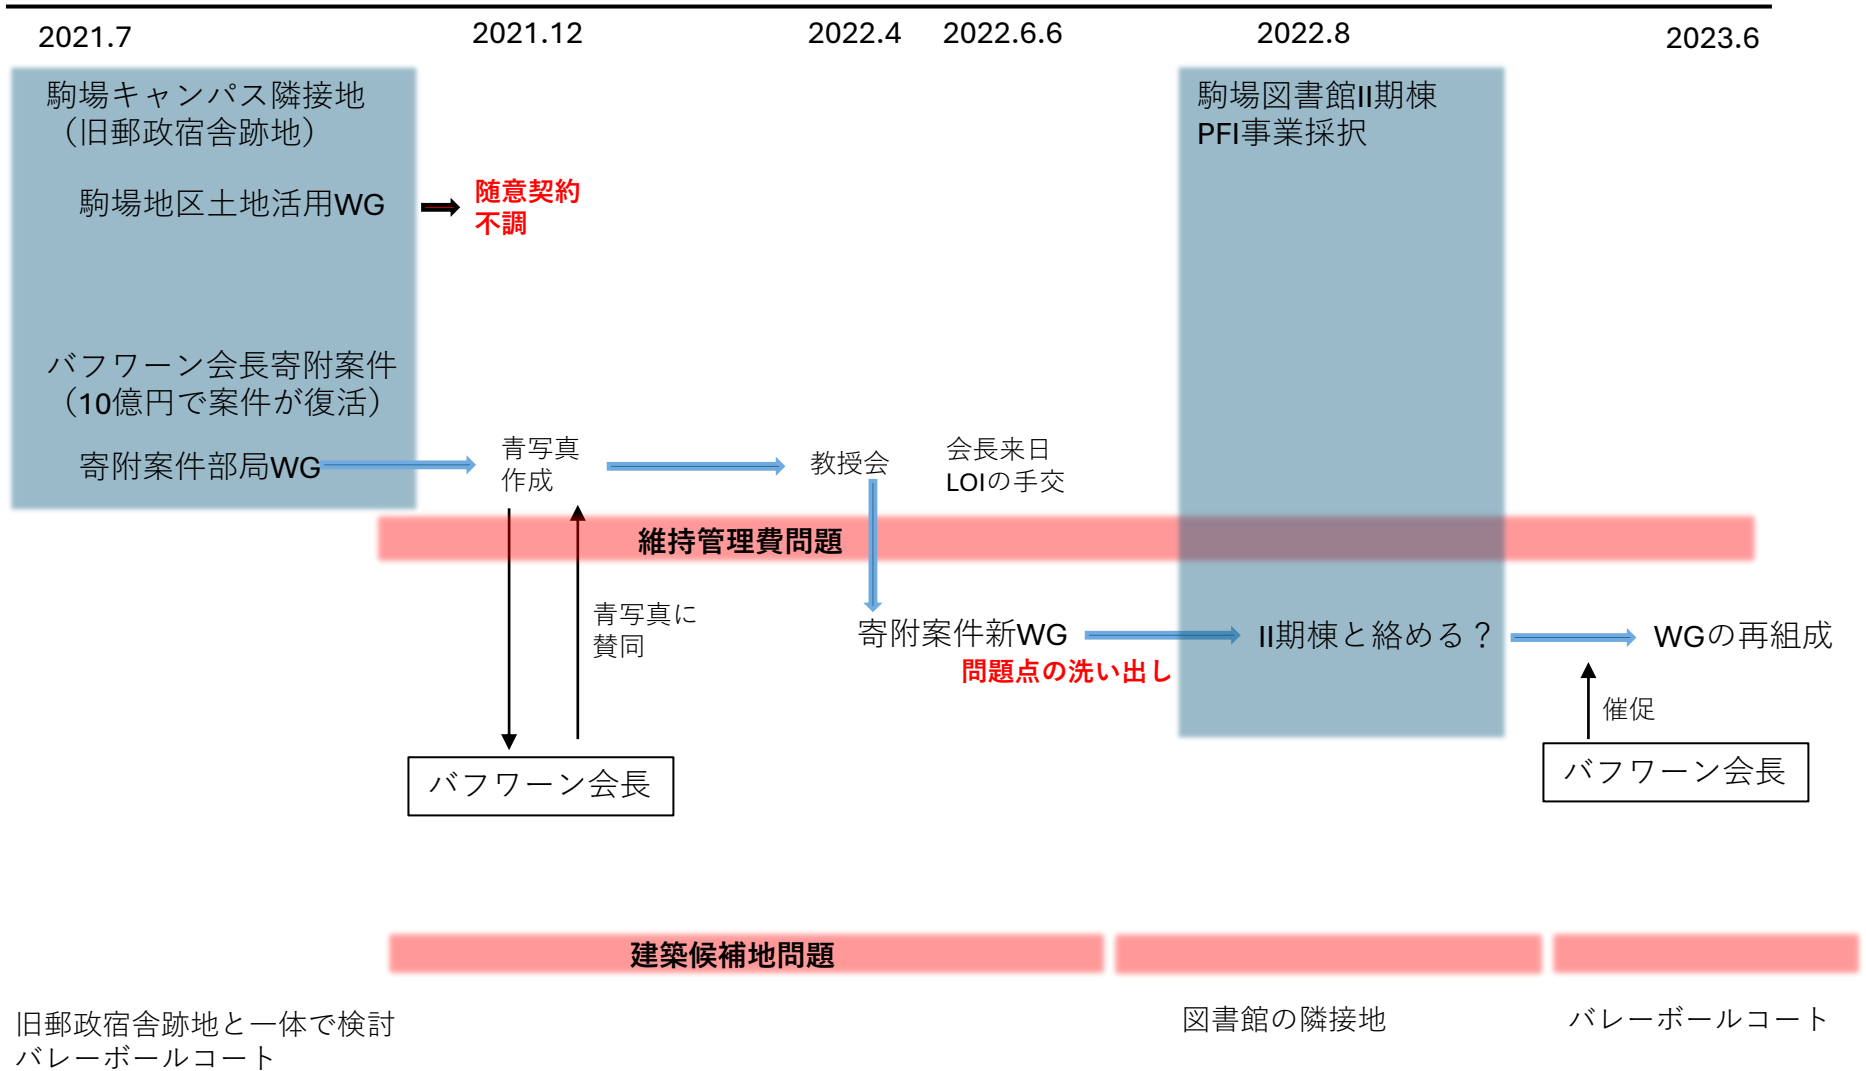 2021.7
2021.12
2022.4
2022.6.6
2022.8
2023.6
駒場キャンパス隣接地
（旧郵政宿舎跡地）
駒場地区土地活用WG
随意契約
不調
駒場図書館II期棟
PFI事業採択
バフワーン会長寄附案件
（10億円で案件が復活）
寄附案件部局WG
青写真
作成
教授会
会長来日
LOIの手交
維持管理費問題
青写真に
賛同
寄附案件新WG
問題点の洗い出し
II期棟と絡める？
WGの再組成
催促
バフワーン会長
バフワーン会長
建築候補地問題
旧郵政宿舎跡地と一体で検討
バレーボールコート
図書館の隣接地
バレーボールコート